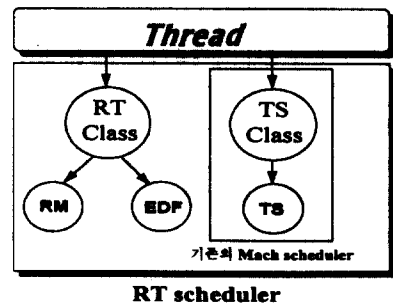 Thread
RT
Class
TS
Class
RM
EDF
TS
기존의 Mach scheduler
RT scheduler